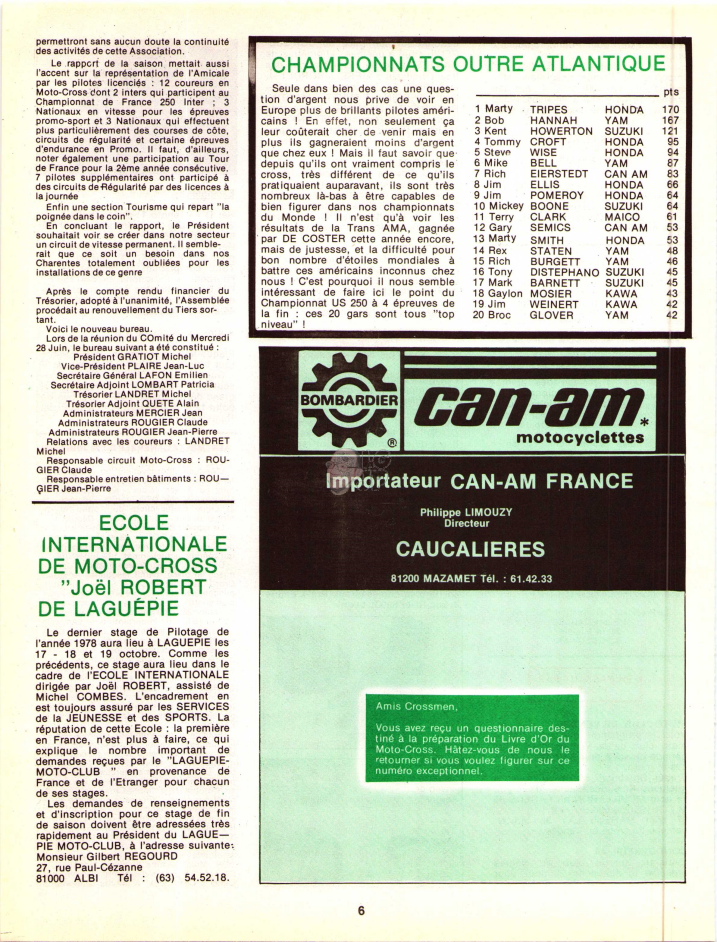 permettront sans aucun doute la continuité
des activités de cette Association.
Le rapport de la saison mettait aussi
l'accent sur la représentation de l'Amicale
par les pilotes licenciés : 12 coureurs en
Moto-Cross dont 2 inters qui participent au
Championnat de France 250 Inter ; 3
Nationaux en vitesse pour les épreuves
promo-sport et 3 Nationaux qui effectuent
plus particulièrement des courses de côte,
circuits de régularité et certaine épreuves
d'endurance en Promo. Il faut, d'ailleurs,
noter également une participation au Tour
de France pour la 2ème année consécutive.
7 pilotes supplémentaires ont participé à
des circuits de Régularité par des licences à
la journée
Enfin une section Tourisme qui repart "la
poignée dans le coin".
En concluant le rapport, le Président
souhaitait voir se créer dans notre secteur
un circuit de vitesse permanent. Il semble-
rait que ce soit un besoin dans nos
Charentes totalement oubliées pour les
installations de ce genre
Après le compte rendu financier du
Trésorier, adopté à l'unanimité, l'Assemblée
procédait au renouvellement du Tiers sor-
tant.
Voici le nouveau bureau.
Lors de la réunion du COmité du Mercredi
28 Juin, le bureau suivant a été constitué :
Président GRATIOT Michel
Vice-Président PLAIRE Jean-Luc
Secrétaire Général LAFON Emilien
Secrétaire Adjoint LOMBART Patricia
Trésorier LANDRET Michel
Trésorier Adjoint QUETE Alain
Administrateurs MERCIER Jean
Administrateurs ROUGIER Claude
Administrateurs ROUGIER Jean-Pierre
Relations avec les coureurs : LANDRET
Michel
Responsable circuit Moto-Cross : ROU-
GIER Claude
Responsable entretien bâtiments : ROU—
GIER Jean-Pierre
ECOLE
INTERNATIONALE
DE MOTO-CROSS
"Joël ROBERT
DE LAGUÉPIE
Le dernier stage de Pilotage de
l'année 1978 aura lieu à LAGUEPIE les
17 - 18 et 19 octobre. Comme les
précédents, ce stage aura lieu dans le
cadre de l'ECOLE INTERNATIONALE
dirigée par Joël ROBERT, assisté de
Michel COMBES. L'encadrement en
est toujours assuré par les SERVICES
de la JEUNESSE et des SPORTS. La
réputation de cette Ecole : la première
en France, n'est plus à faire, ce qui
explique le nombre important de
demandes reçues par le "LAGUEPIE-
MOTO-CLUB " en provenance de
France et de l'Etranger pour chacun
de ses stages.
Les demandes de renseignements
et d'inscription pour ce stage de fin
de saison doivent être adressées très
rapidement au Président du LAGUE—
PIE MOTO-CLUB, à l'adresse suivante:
Monsieur Gilbert REGOURD
27, rue Paul-Cézanne
81000 ALBI Tél : (63) 54.52.18.
CHAMPIONNATS OUTRE ATLANTIQUE
Seule dans bien des cas une ques-
tion d'argent nous prive de voir en
Europe plus de brillants pilotes améri-
cains ! En effet, non seulement ça
leur coûterait cher de venir mais en
plus ils gagneraient moins d'argent
que chez eux ! Mais il faut savoir que
depuis qu'ils ont vraiment compris le
cross, très différent de ce qu'ils
pratiquaient auparavant, ils sont très
nombreux là-bas à être capables de
bien figurer dans nos championnats
du Monde ! Il n'est qu'à voir les
résultats de la Trans AMA, gagnée
par DE COSTER cette année encore,
mais de justesse, et la difficulté pour
bon nombre d'étoiles mondiales à
battre ces américains inconnus chez
nous ! C'est pourquoi il nous semble
intéressant de faire ici le point du
Championnat US 250 à 4 épreuves de
la fin : ces 20 gars sont tous "top
niveau" !
pts
1 Marty TRIPES HONDA 170
2 Bob HANNAH YAM 167
3 Kent HOWERTON SUZUKI 121
4 Tommy CROFT HONDA 95
5 Steve WISE HONDA 94
6 Mike BELL YAM 87
7 Rich EIERSTEDT CAN AM 83
8 Jim ELLIS HONDA 66
9 Jim POMEROY HONDA 64
10 Mickey BOONE SUZUKI 64
11 Terry CLARK MAICO 61
12 Gary SEMICS CAN AM 53
13 Marty SMITH HONDA 53
14 Rex STATEN YAM 48
15 Rich BURGETT YAM 46
16 Tony DISTEPHANO SUZUKI 45
17 Mark BARNETT SUZUKI 45
18 Gaylon MOSIER KAWA 43
19 Jim WEINERT KAWA 42
20 Broc GLOVER YAM 42
BOMBARDIER
®
can-am*
motocyclettes
Importateur CAN-AM FRANCE
Philippe LIMOUZY
Directeur
CAUCALIERES
81200 MAZAMET Tél. : 61.42.33
Amis Crossmen,
Vous avez reçu un questionnaire des-
tiné à la préparation du Livre d'Or du
Moto-Cross. Hâtez-vous de nous le
retourner si vous voulez figurer sur ce
numéro exceptionnel.
6